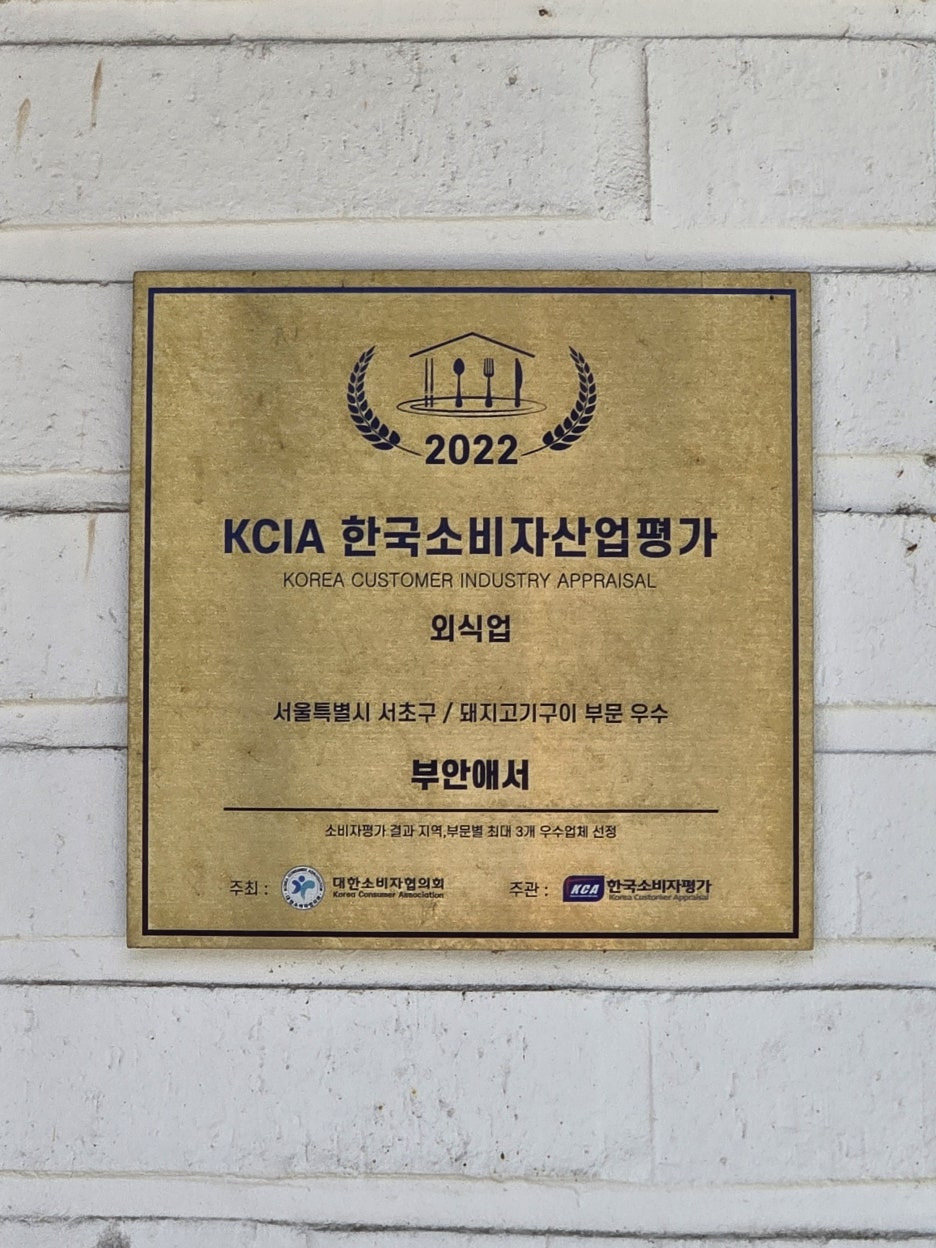 2022
KCIA 한국소비자산업평가
KOREA CUSTOMER INDUSTRY APPRAISAL
외식업
서울특별시 서초구 / 돼지고기구이 부문 우수
부안애서
소비자평가 결과 지역,부문별 최대 3개 우수업체 선정
주최 : 대한소비자협의회 주관 : KCA 한국소비자평가
Korea Consumer Association Korea Customer Appraisal